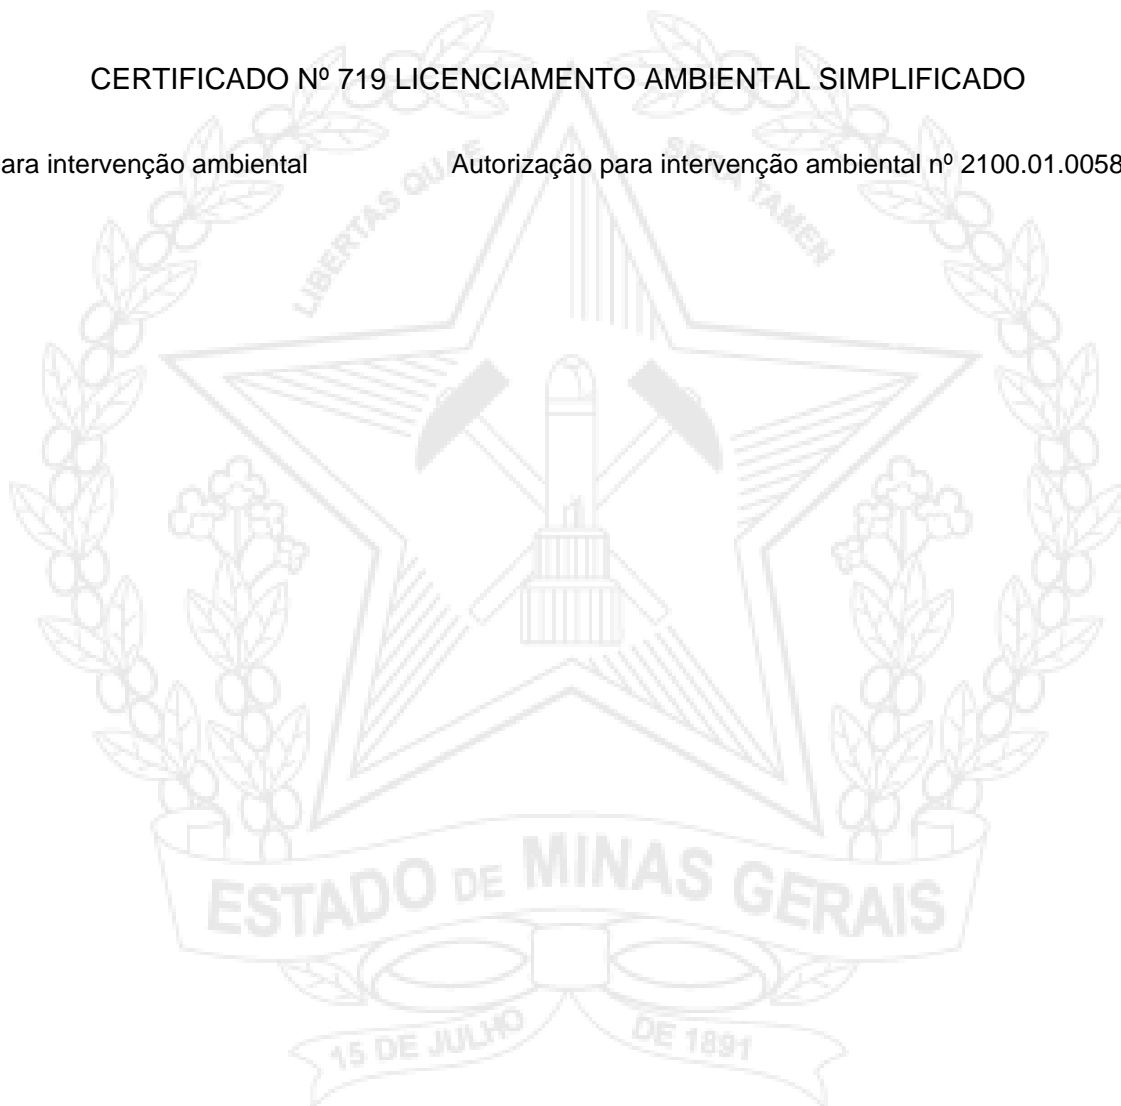 CERTIFICADO Nº 719 LICENCIAMENTO AMBIENTAL SIMPLIFICADO
ara intervenção ambiental Autorização para intervenção ambiental nº 2100.01.0058
LIBERTAS QUAE SERA TAMEN
ESTADO DE MINAS GERAIS
15 DE JULHO DE 1891